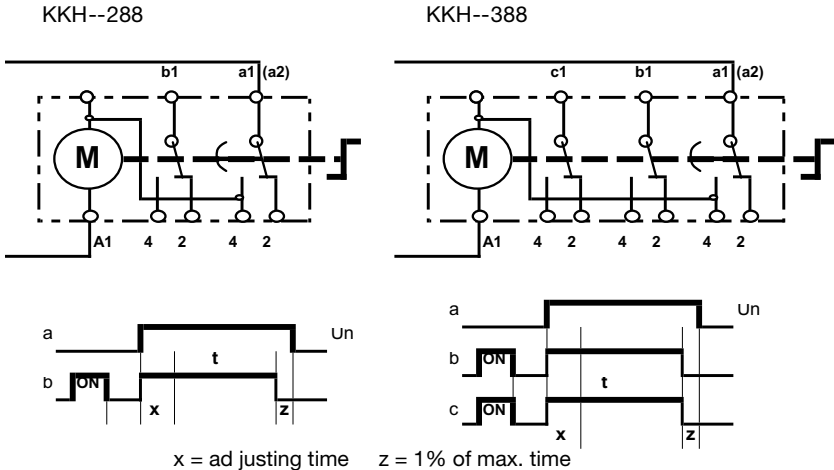 KKH--288
KKH--388
b1 a1 (a2)
c1 b1 a1 (a2)
M
M
A1 4 2 4 2
A1 4 2 4 2 4 2
a Un
t
b ON
x z
a Un
b ON
t
c ON
x z
x = ad justing time z = 1% of max. time